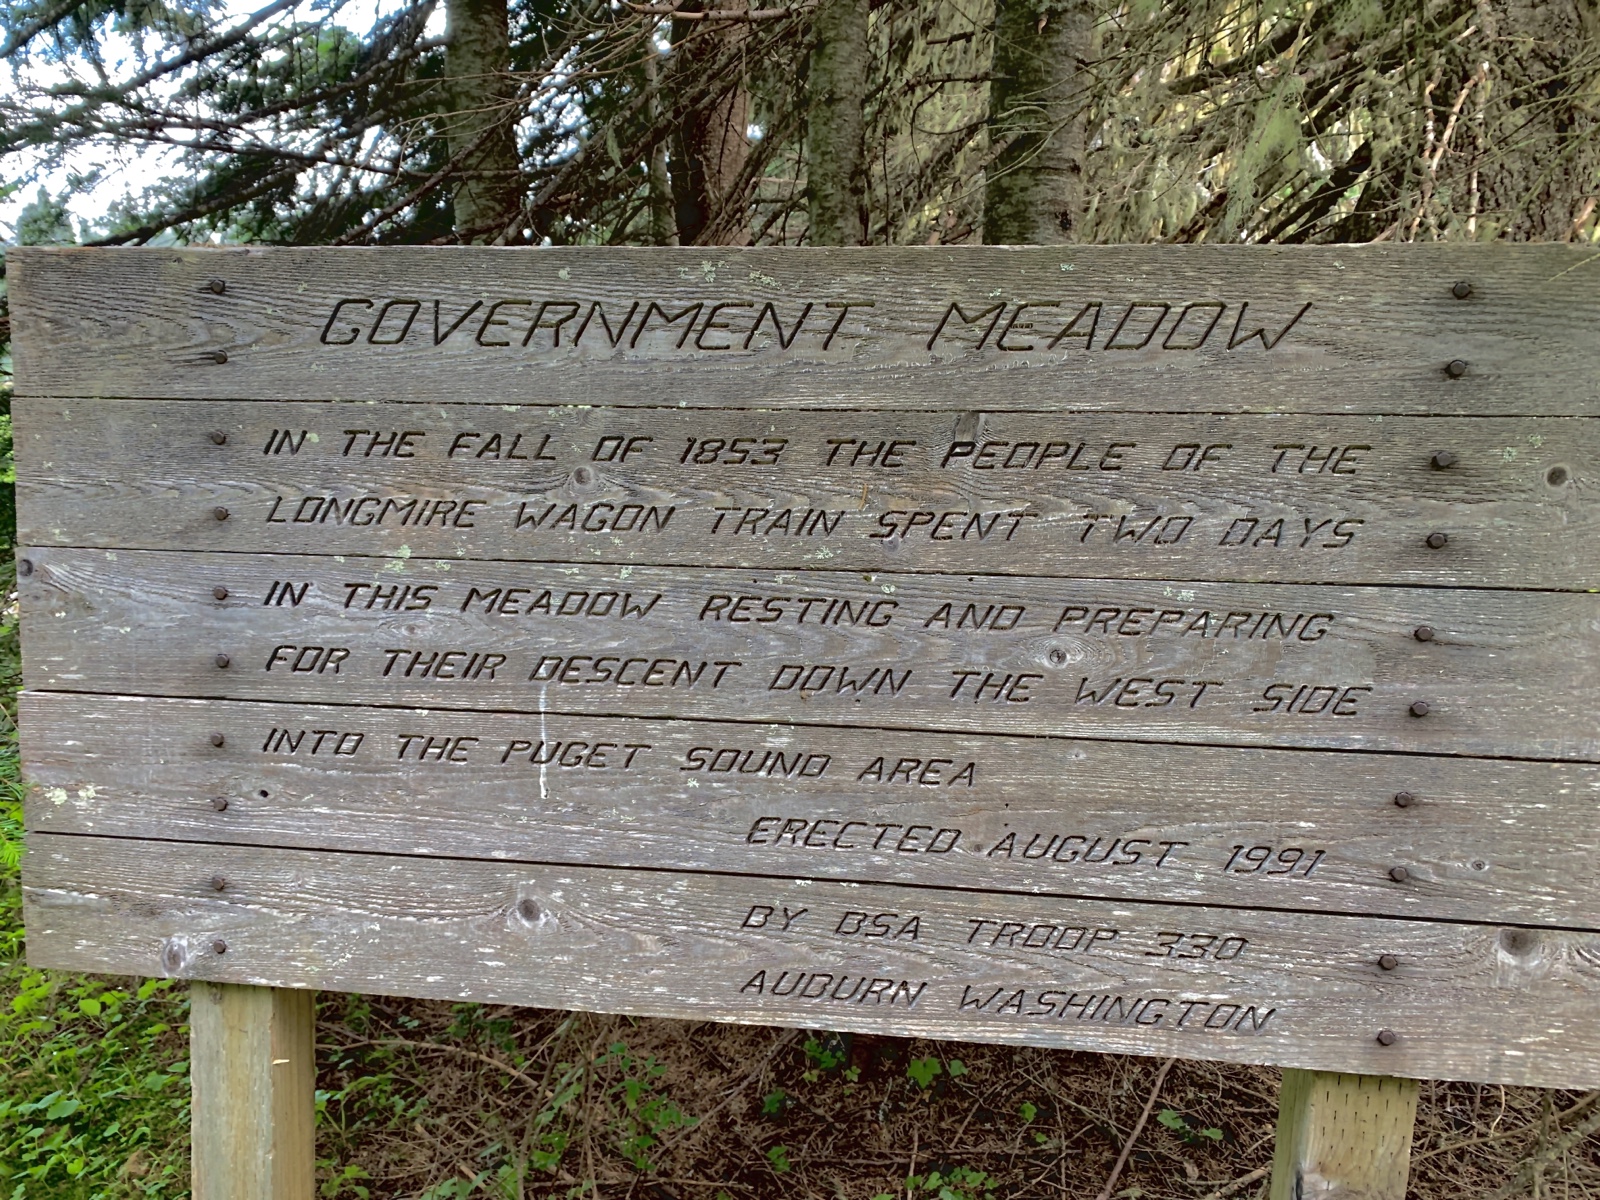 GOVERNMENT MEADOW
IN THE FALL OF 1853 THE PEOPLE OF THE
LONGMIRE WAGON TRAIN SPENT TWO DAYS
IN THIS MEADOW RESTING AND PREPARING
FOR THEIR DESCENT DOWN THE WEST SIDE
INTO THE PUGET SOUND AREA
ERECTED AUGUST 1991
BY BSA TROOP 330
AUBURN WASHINGTON